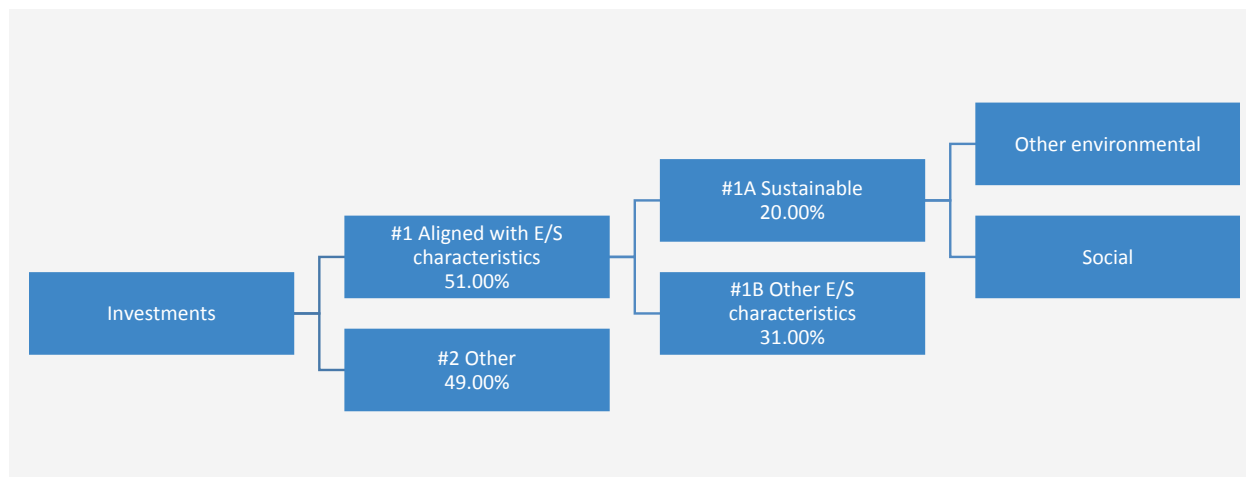 Investments
#1 Aligned with E/S
characteristics
51.00%
#2 Other
49.00%
#1A Sustainable
20.00%
#1B Other E/S
characteristics
31.00%
Other environmental
Social